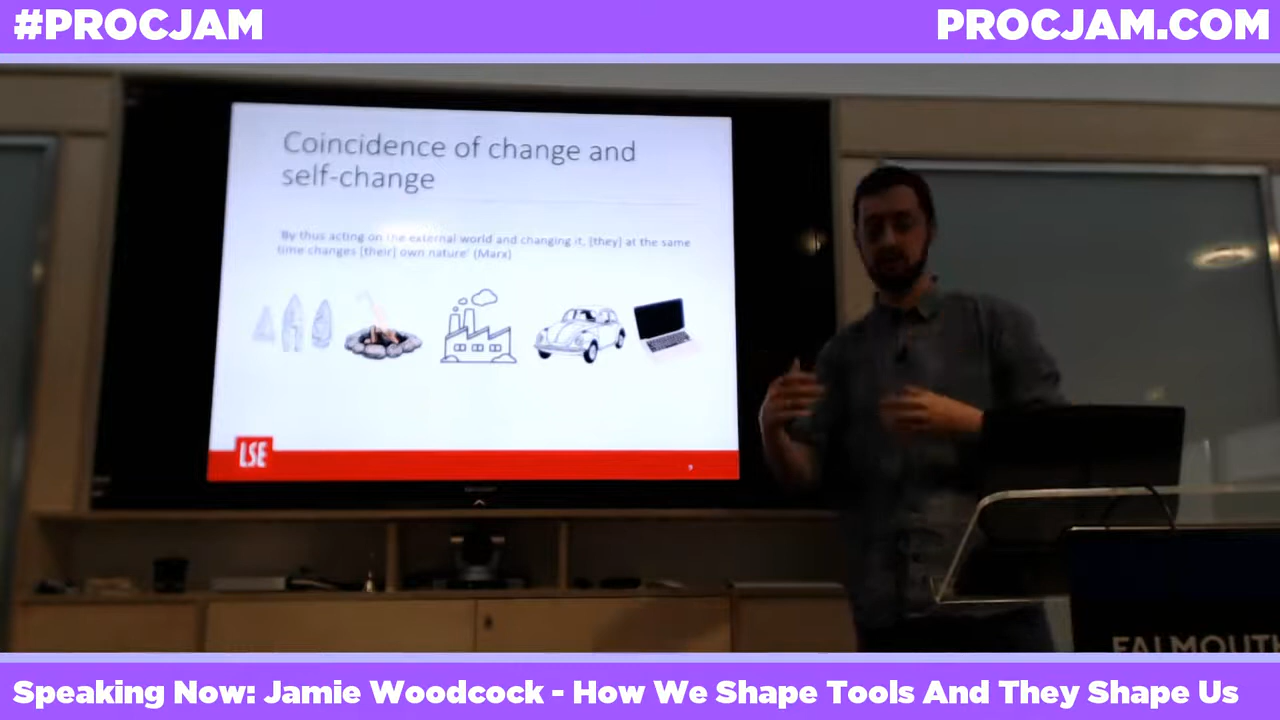 #PROCJAM
PROCJAM.COM
Coincidence of change and
self-change
'By thus acting on the external world and changing it, [they] at the same
time changes [their] own nature' (Marx)
LSE
FALMOUTH
Speaking Now: Jamie Woodcock - How We Shape Tools And They Shape Us